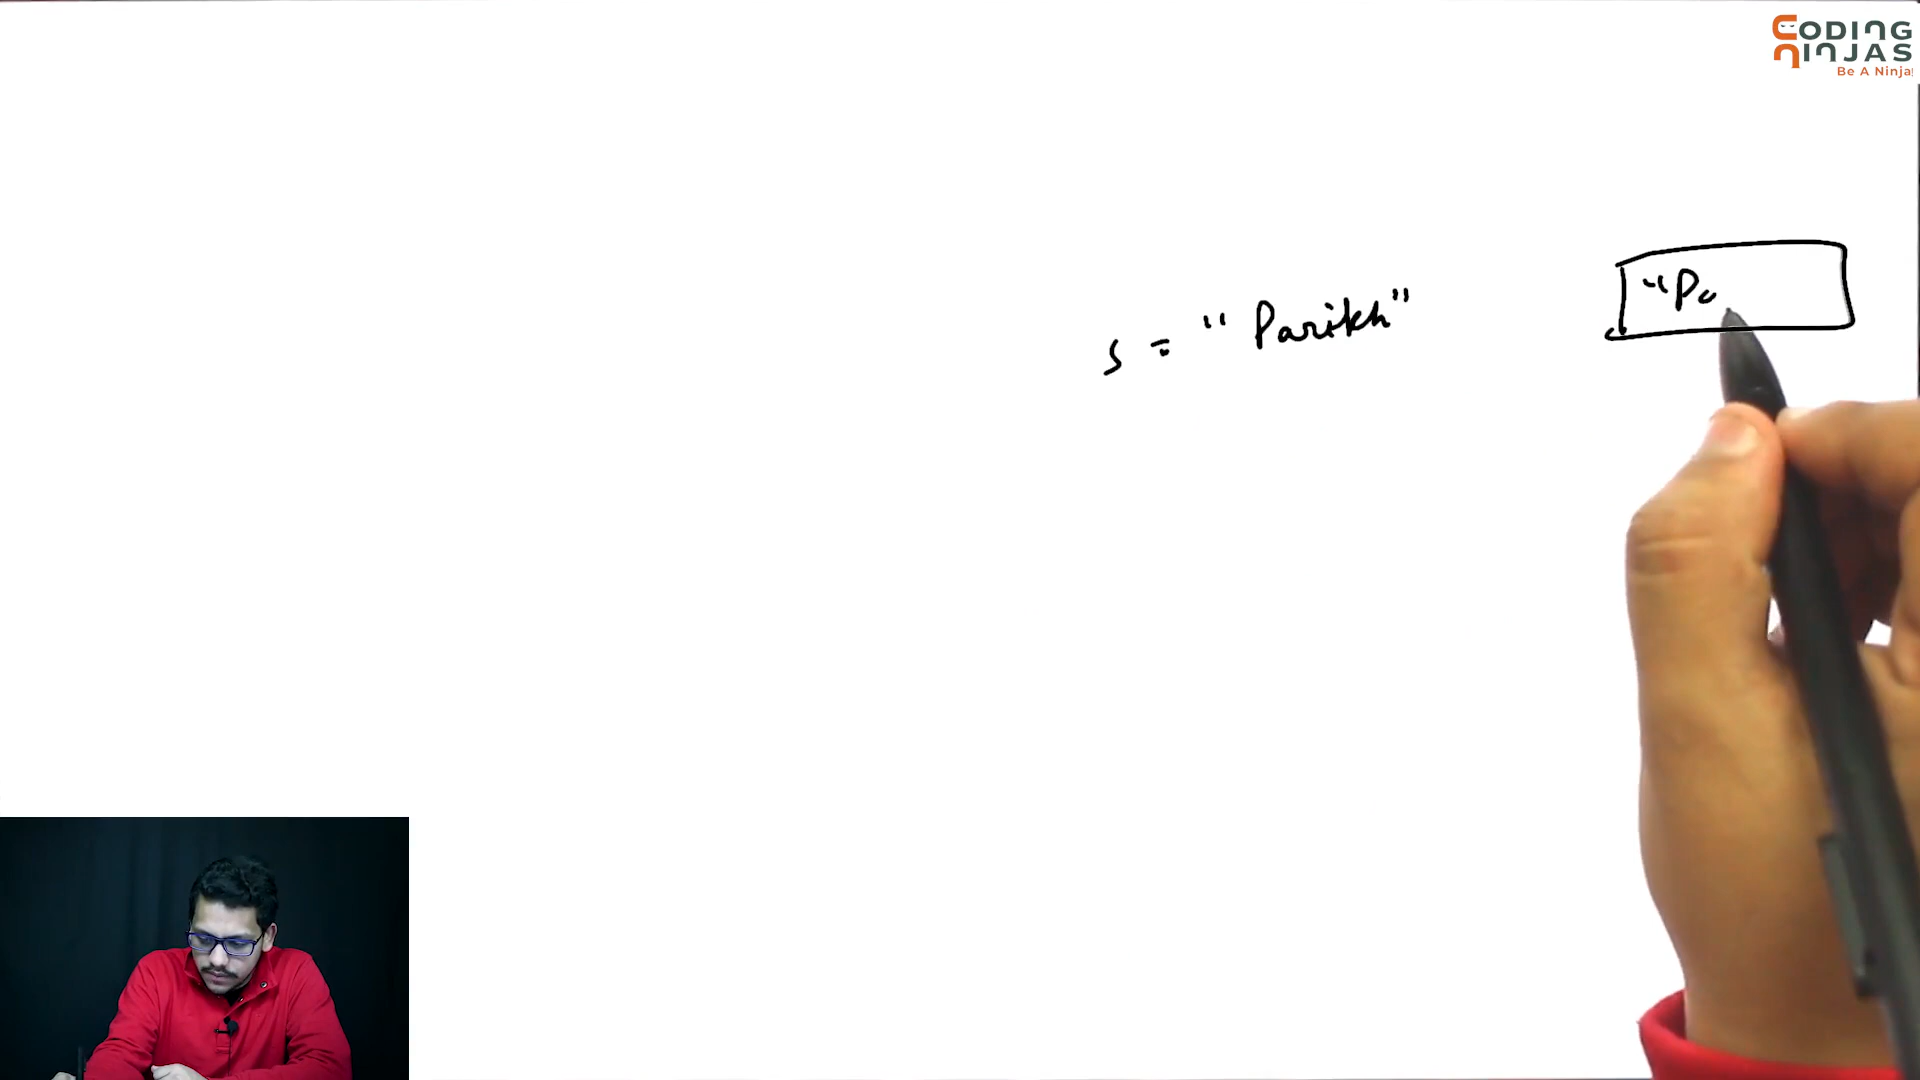 CODING
NINJAS
Be A Ninja!
"Pa
s = "Parikh"